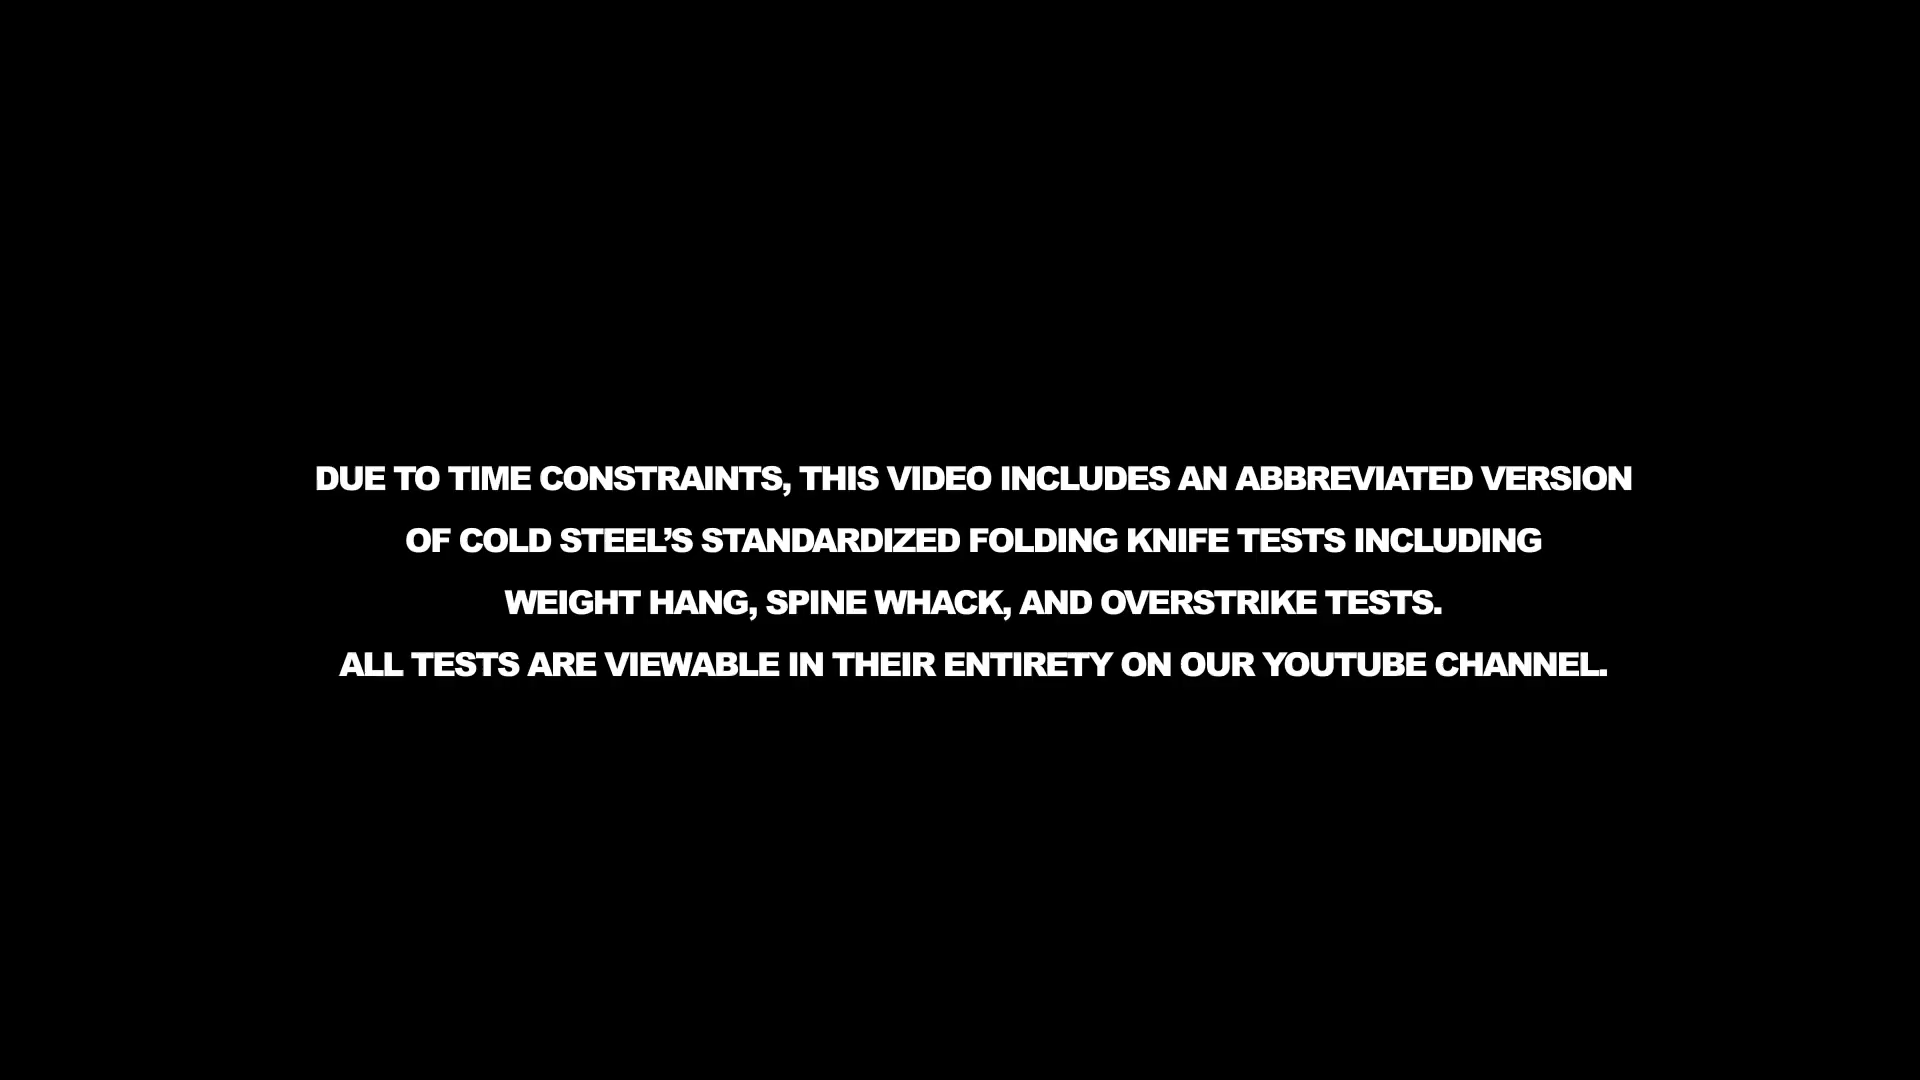 DUE TO TIME CONSTRAINTS, THIS VIDEO INCLUDES AN ABBREVIATED VERSION
OF COLD STEEL’S STANDARDIZED FOLDING KNIFE TESTS INCLUDING
WEIGHT HANG, SPINE WHACK, AND OVERSTRIKE TESTS.
ALL TESTS ARE VIEWABLE IN THEIR ENTIRETY ON OUR YOUTUBE CHANNEL.